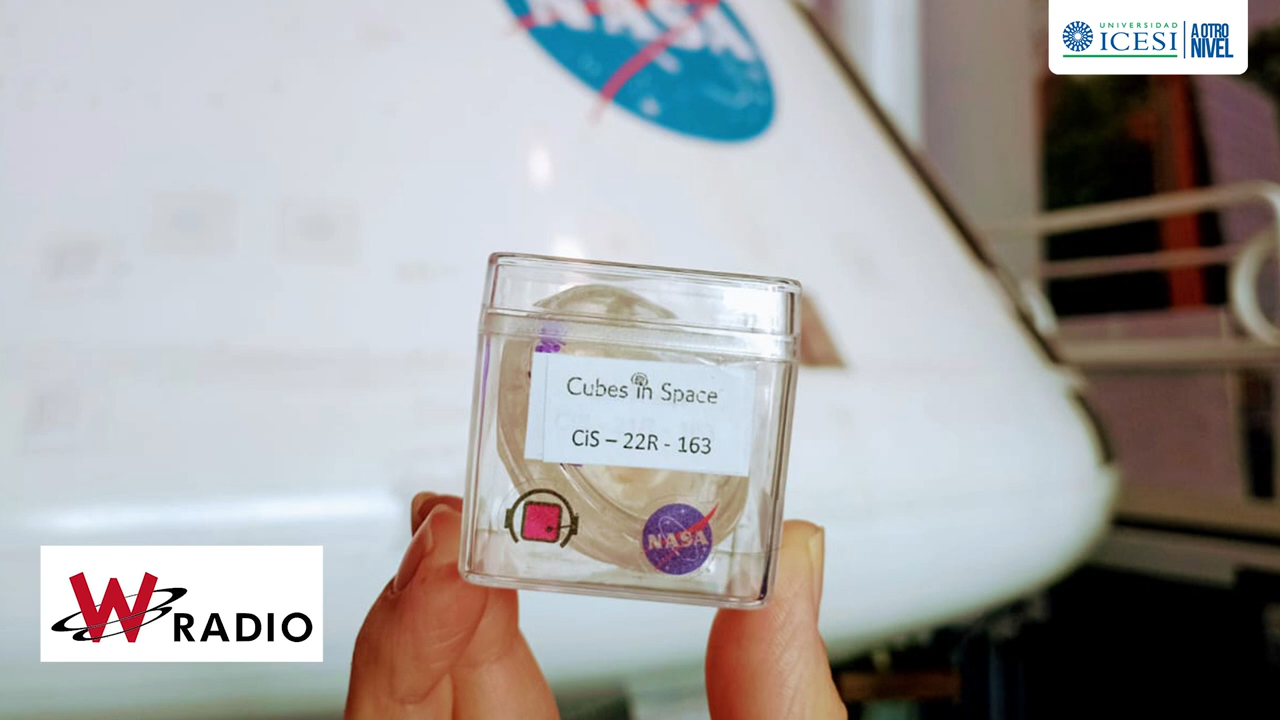 NASA
UNIVERSIDAD
ICESI
A OTRO
NIVEL
Cubes in Space
CiS – 22R - 163
NASA
W RADIO